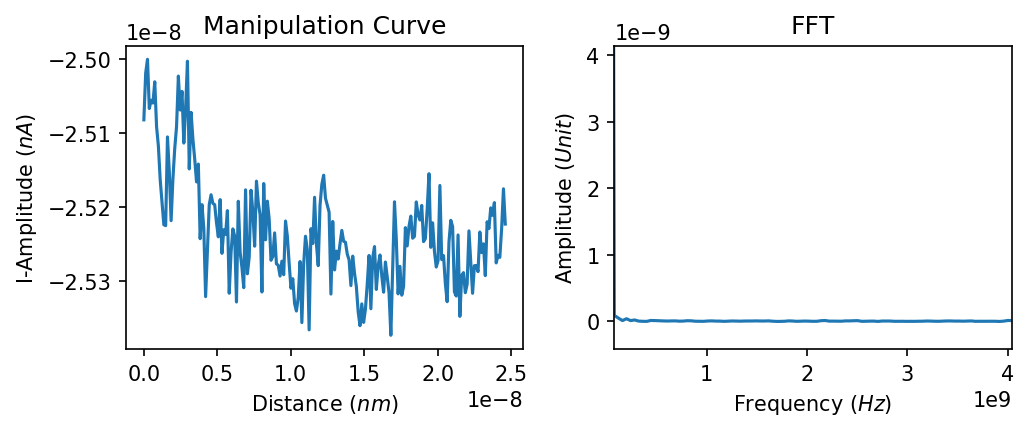 Manipulation Curve
1e−8
−2.50
−2.51
−2.52
−2.53
I-Amplitude (nA)
0.0 0.5 1.0 1.5 2.0 2.5
Distance (nm)
1e−8
FFT
1e−9
4
3
2
1
0
Amplitude (Unit)
1 2 3 4
Frequency (Hz)
1e9